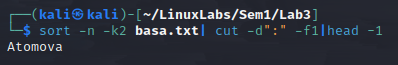 ┌──(kali㉿kali)-[~/LinuxLabs/Sem1/Lab3]
└─$ sort -n -k2 basa.txt| cut -d":" -f1|head -1
Atomova